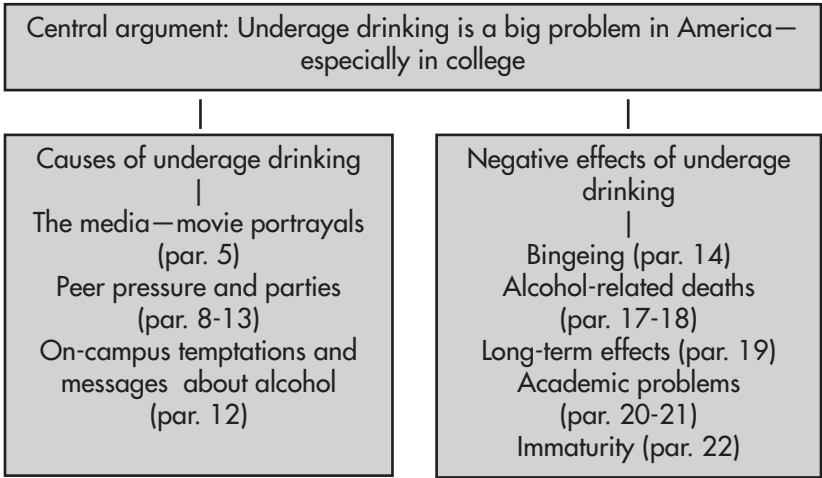 Central argument: Underage drinking is a big problem in America—
especially in college
Causes of underage drinking
The media—movie portrayals
(par. 5)
Peer pressure and parties
(par. 8-13)
On-campus temptations and
messages about alcohol
(par. 12)
Negative effects of underage
drinking
Bingeing (par. 14)
Alcohol-related deaths
(par. 17-18)
Long-term effects (par. 19)
Academic problems
(par. 20-21)
Immaturity (par. 22)